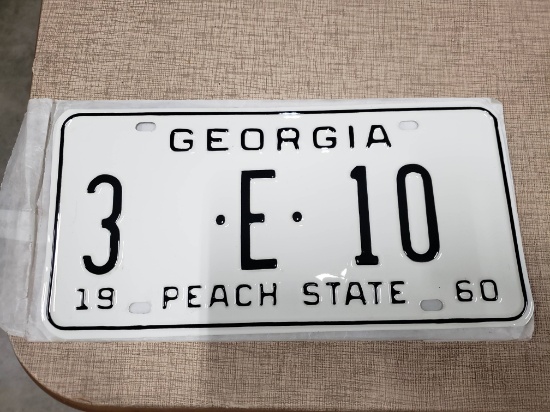 GEORGIA
3 ·E· 10
19 PEACH STATE 60